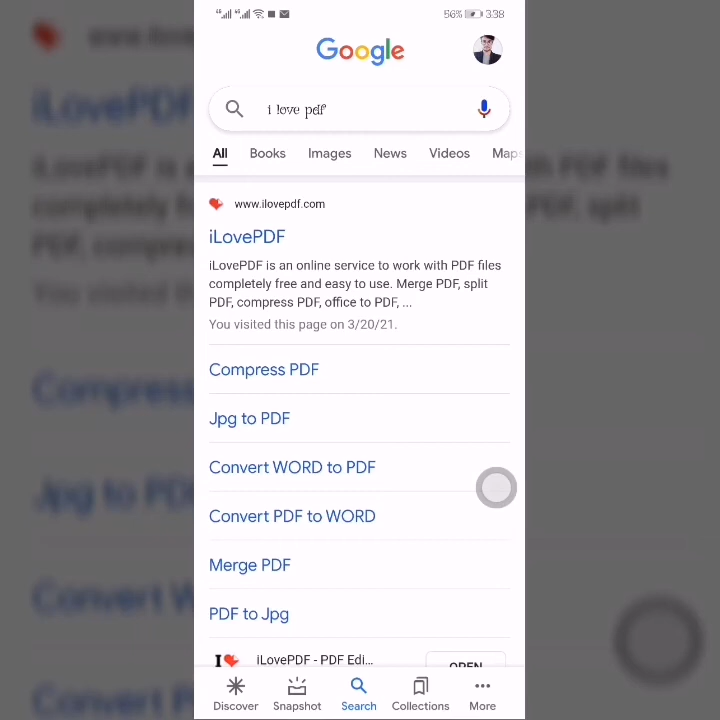 56% 3:38
Google
i love pdf
All Books Images News Videos Maps
www.ilovepdf.com
iLovePDF
iLovePDF is an online service to work with PDF files
completely free and easy to use. Merge PDF, split
PDF, compress PDF, office to PDF, ...
You visited this page on 3/20/21.
Compress PDF
Jpg to PDF
Convert WORD to PDF
Convert PDF to WORD
Merge PDF
PDF to Jpg
I iLovePDF - PDF Edi... OPEN
Discover Snapshot Search Collections More